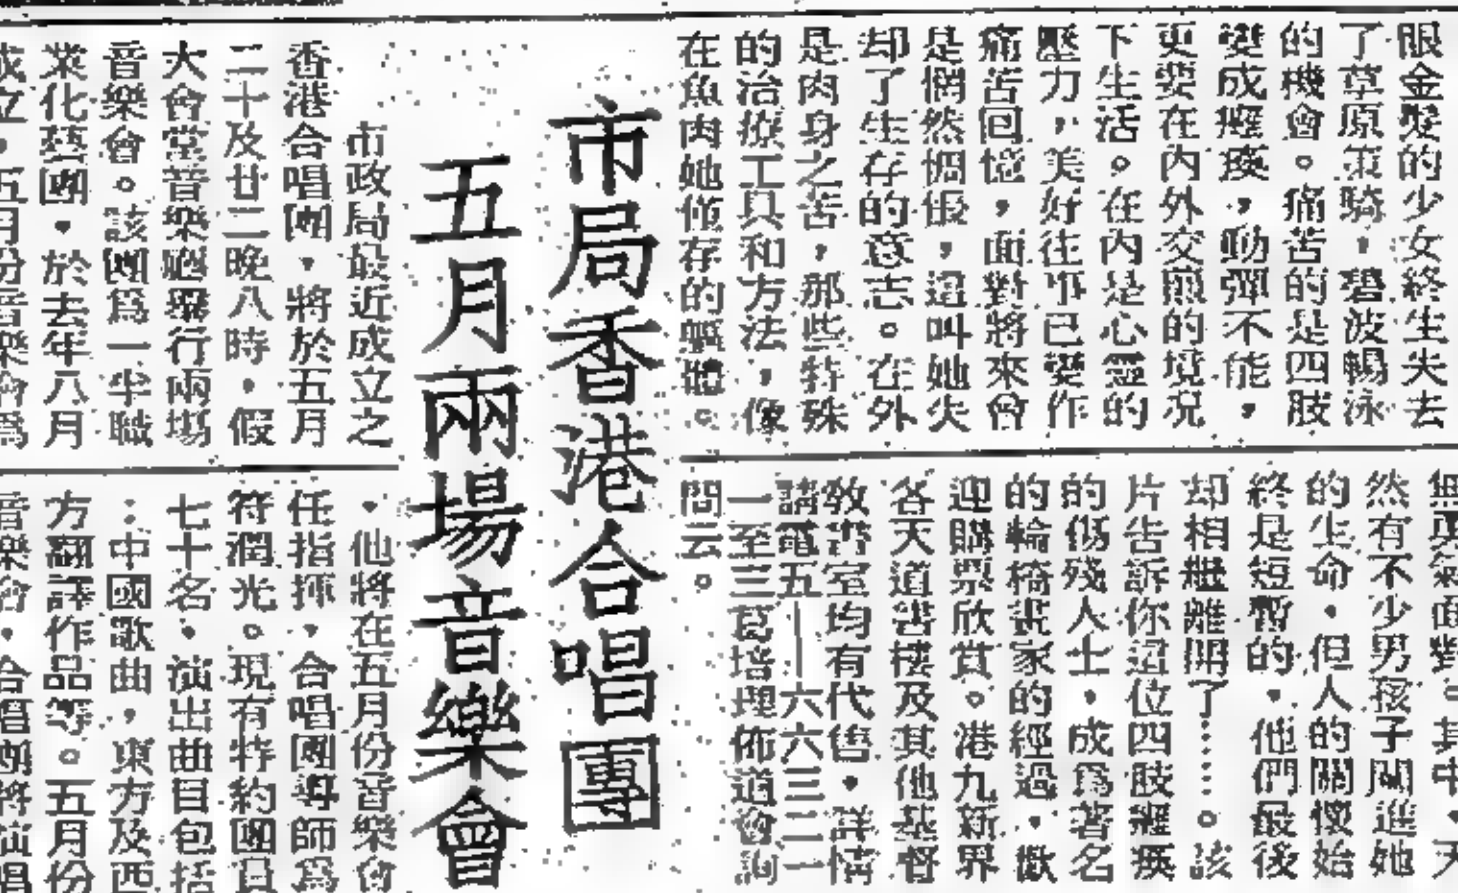 眼金髮的少女終生失去
了草原策騎，碧波暢泳
的機會。痛苦的是四肢
變成癱瘓，動彈不能，
更要在內外交煎的境況
下生活。在內是心靈的
壓力，美好往事已變作
痛苦回憶，面對將來會
是惘然惆悵，這叫她失
却了生存的意志。在外
是肉身之苦，那些特殊
的治療工具和方法，像
在魚肉她僅存的軀體。
無勇氣面對。其中，天
然有不少男孩子闖進她
的生命，但人的關懷始
終是短暫的，他們最後
却相繼離開了……。該
片告訴你這位四肢癱瘓
的傷殘人士，成為著名
的輪椅畫家的經過，歡
迎購票欣賞。港九新界
各天道書樓及其他基督
教書室均有代售，詳情
請電五—六六三二一
一至三葛培理佈道會詢
問云。
市局香港合唱團
五月兩場音樂會
市政局最近成立之
香港合唱團，將於五月
二十及廿二晚八時，假
大會堂音樂廳舉行兩場
音樂會。該團為一半職
業化藝團，於去年八月
成立，五月份音樂會為
，他將在五月份音樂會
任指揮，合唱團導師為
符潤光。現有特約團員
七十名，演出曲目包括
：中國歌曲，東方及西
方翻譯作品等。五月份
音樂會，合唱團將演唱